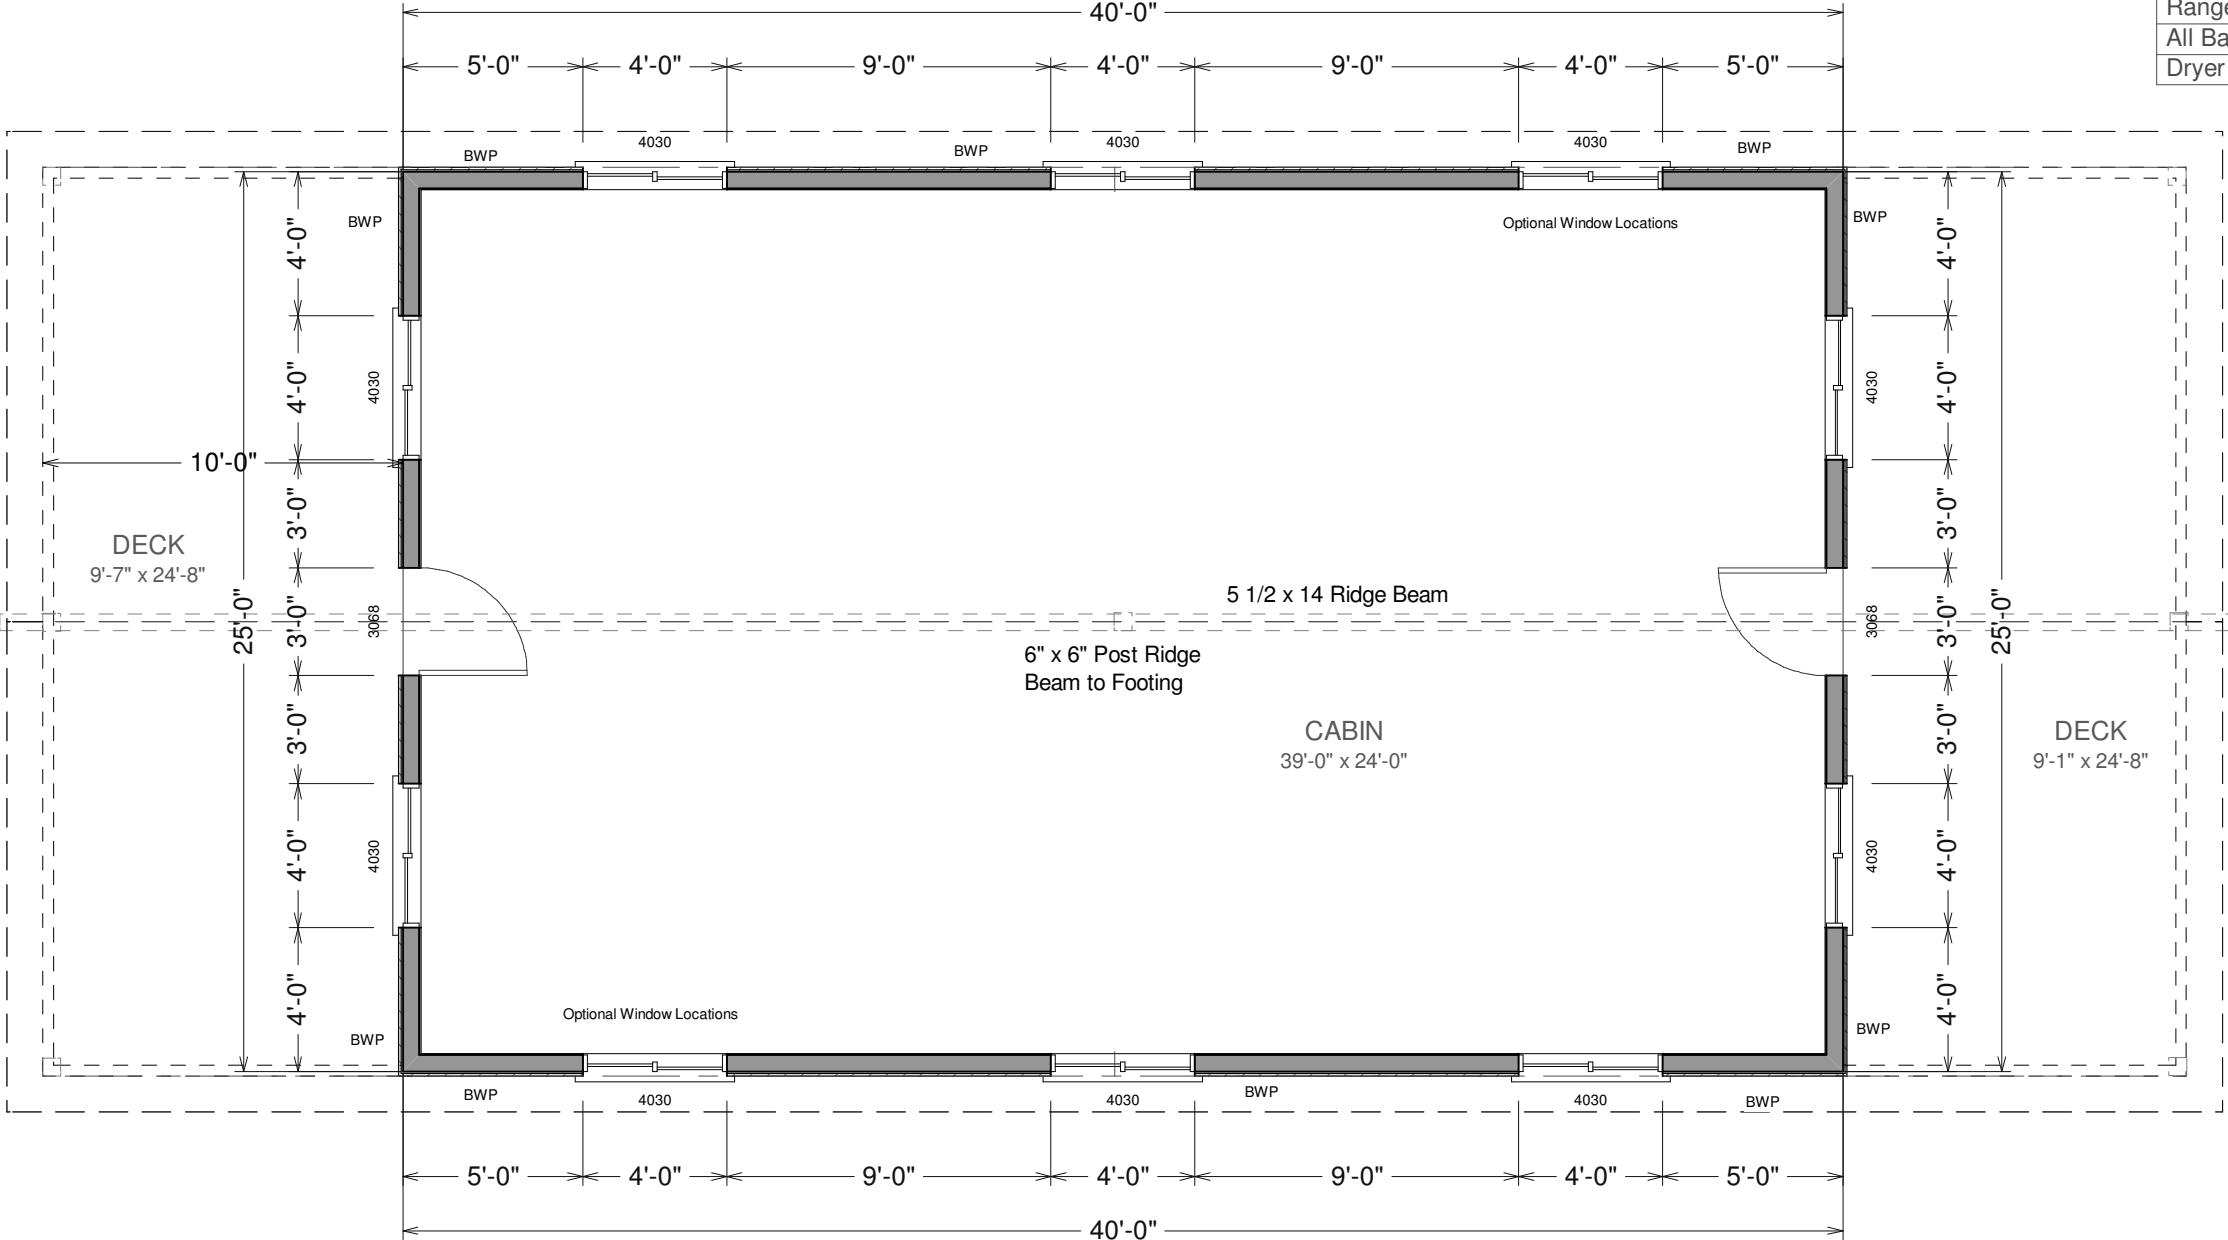 40'-0"
Range
All Ba
Dryer
5'-0" 4'-0" 9'-0" 4'-0" 9'-0" 4'-0" 5'-0"
4030 4030 4030
BWP BWP BWP
BWP BWP
Optional Window Locations Optional
4'-0" 4'-0"
4'-0" 4030 4030 4'-0"
10'-0"
3'-0" 3'-0"
DECK
9'-7" x 24'-8"
5 1/2 x 14 Ridge Beam
25'-0" 3'-0" 3068 3068 3'-0" 25'-0"
6" x 6" Post Ridge
Beam to Footing
3'-0" 3'-0"
CABIN DECK
39'-0" x 24'-0" 9'-1" x 24'-8"
4'-0" 4030 4030 4'-0"
4'-0" 4'-0"
Optional Window Locations
BWP BWP
BWP BWP BWP
4030 4030 4030
5'-0" 4'-0" 9'-0" 4'-0" 9'-0" 4'-0" 5'-0"
40'-0"